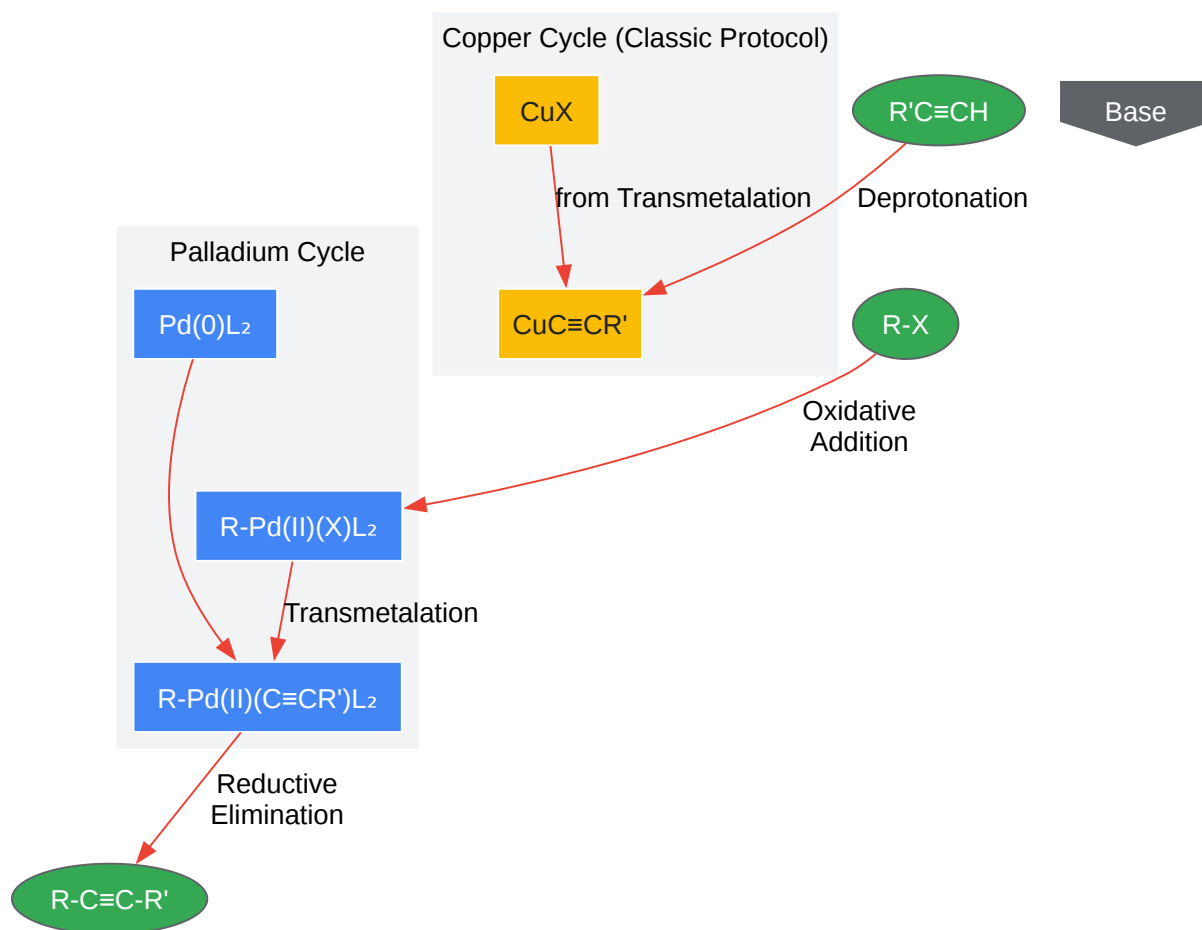 Copper Cycle (Classic Protocol)
CuX
R'C≡CH
Base
from Transmetalation
Deprotonation
Palladium Cycle
Pd(0)L₂
CuC≡CR'
R-X
Oxidative
Addition
R-Pd(II)(X)L₂
Transmetalation
R-Pd(II)(C≡CR')L₂
Reductive
Elimination
R-C≡C-R'